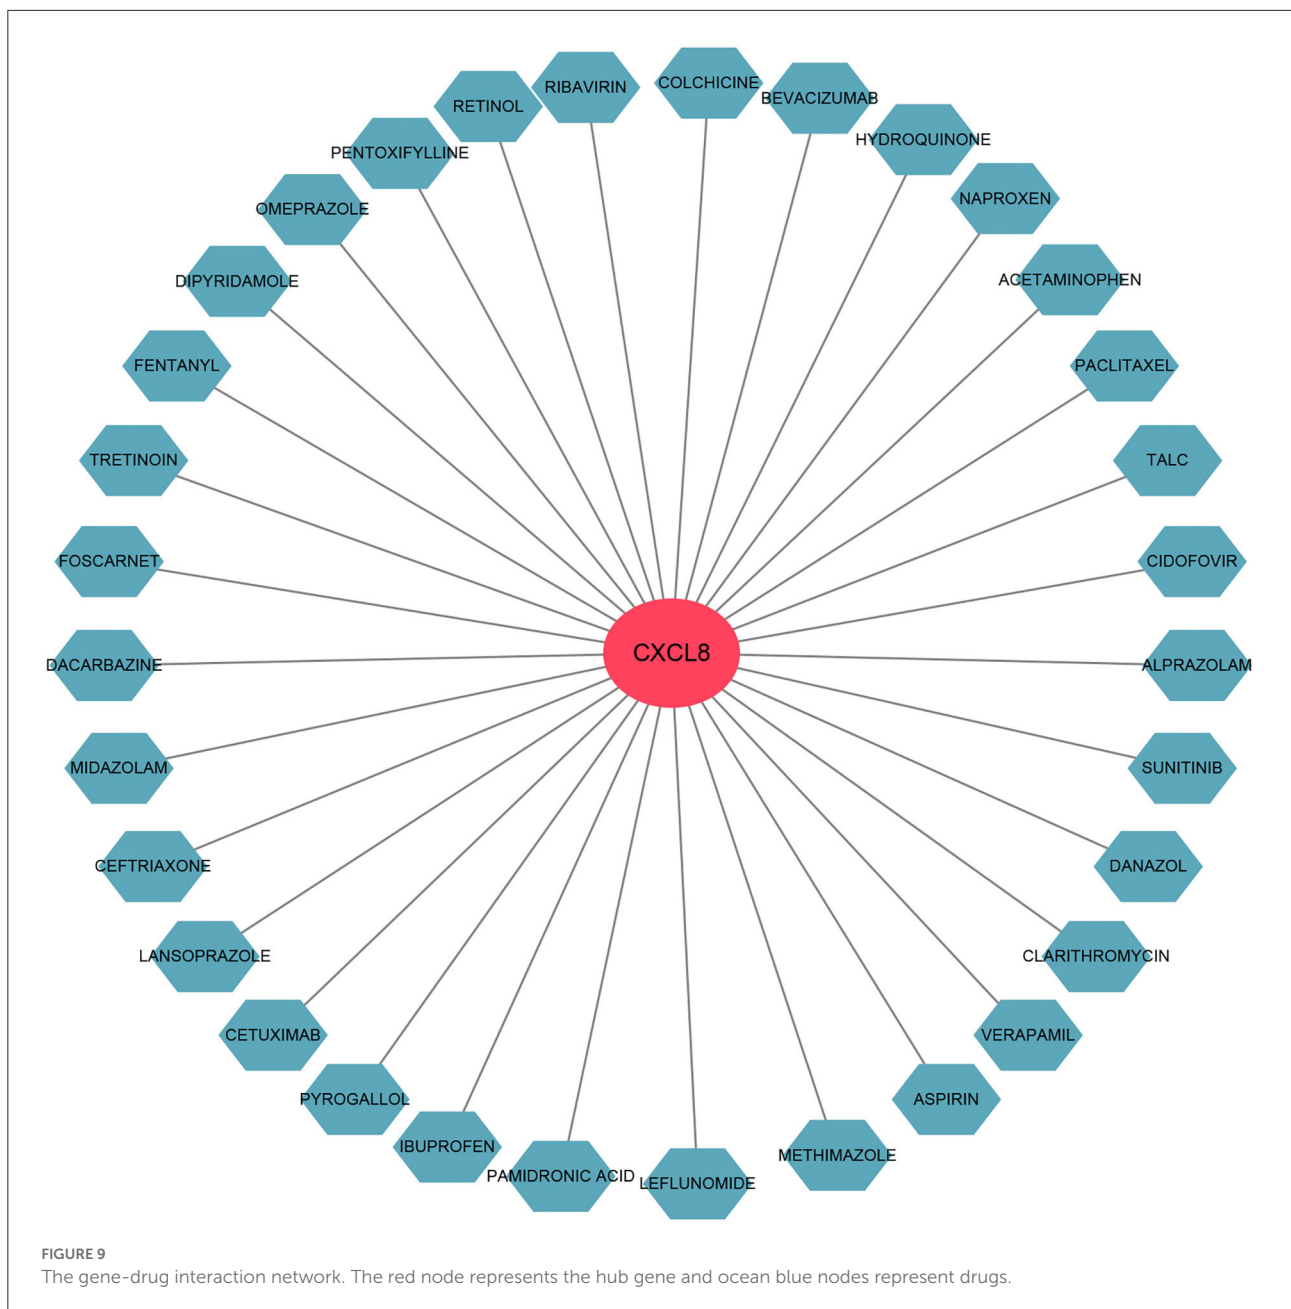 RIBAVIRIN
COLCHICINE
BEVACIZUMAB
RETINOL
HYDROQUINONE
PENTOXIFYLLINE
NAPROXEN
OMEPRAZOLE
ACETAMINOPHEN
DIPYRIDAMOLE
FENTANYL
PACLITAXEL
TRETINOIN
TALC
FOSCARNET
CIDOFOVIR
CXCL8
DACARBAZINE
ALPRAZOLAM
MIDAZOLAM
SUNITINIB
CEFTRIAXONE
DANAZOL
LANSOPRAZOLE
CLARITHROMYCIN
CETUXIMAB
VERAPAMIL
PYROGALLOL
ASPIRIN
IBUPROFEN
METHIMAZOLE
PAMIDRONIC ACID
LEFLUNOMIDE
FIGURE 9
The gene-drug interaction network. The red node represents the hub gene and ocean blue nodes represent drugs.